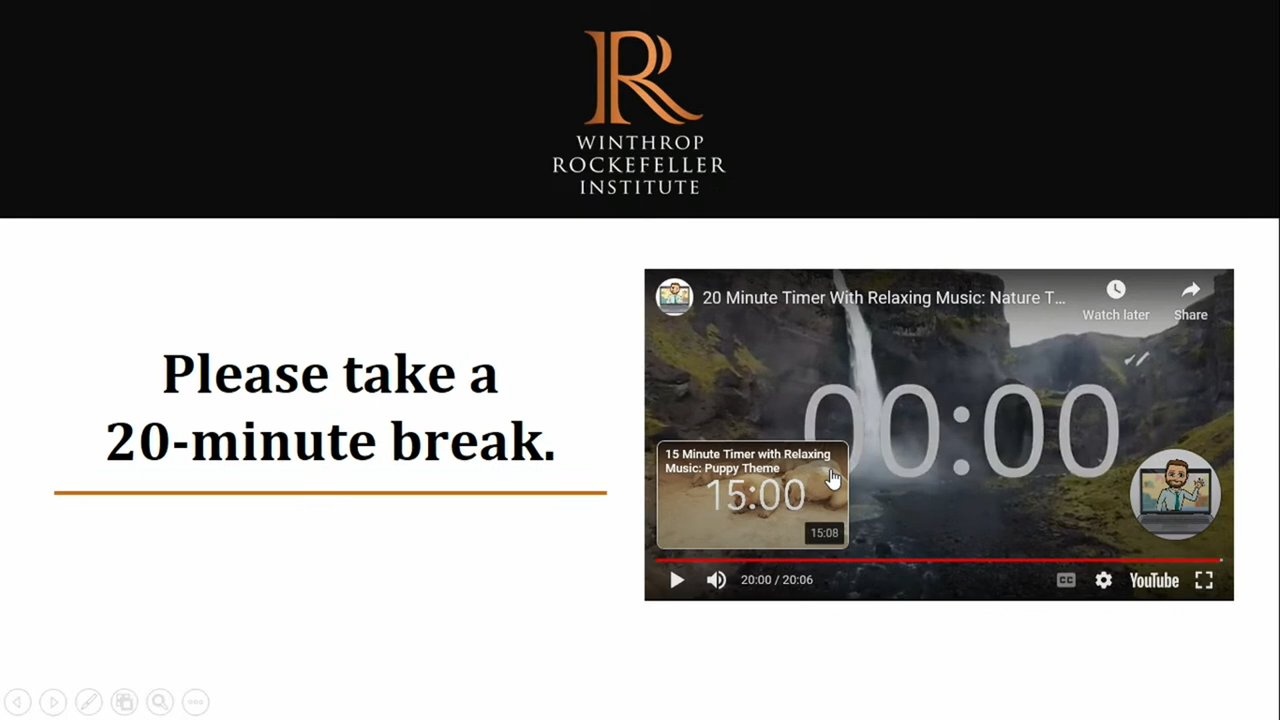 WINTHROP
ROCKEFELLER
INSTITUTE
Please take a
20-minute break.
20 Minute Timer With Relaxing Music: Nature T...
Watch later
Share
00:00
15 Minute Timer with Relaxing
Music: Puppy Theme
15:00
15:08
20:00 / 20:06
CC
YouTube